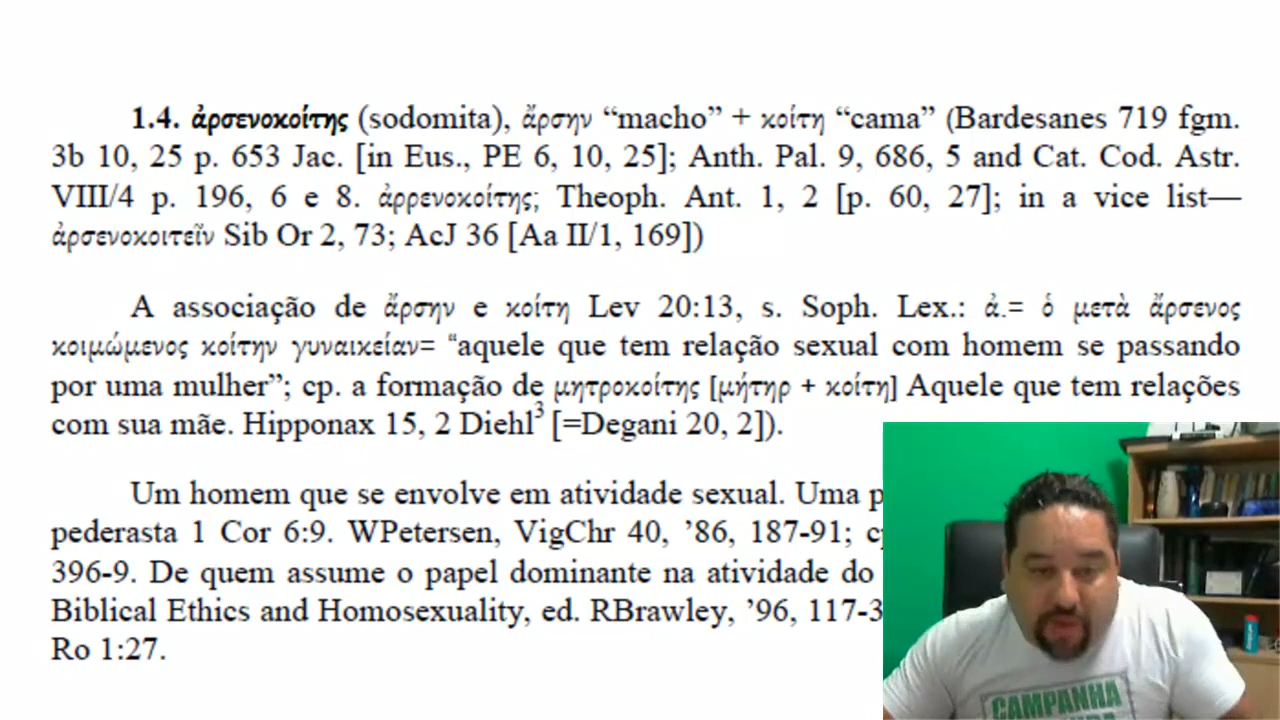 1.4. ἀρσενοκοίτης (sodomita), ἄρσην “macho” + κοίτη “cama” (Bardesanes 719 fgm.
3b 10, 25 p. 653 Jac. [in Eus., PE 6, 10, 25]; Anth. Pal. 9, 686, 5 and Cat. Cod. Astr.
VIII/4 p. 196, 6 e 8. ἀρρενοκοίτης; Theoph. Ant. 1, 2 [p. 60, 27]; in a vice list—
ἀρσενοκοιτεῖν Sib Or 2, 73; AcJ 36 [Aa II/1, 169])
A associação de ἄρσην e κοίτη Lev 20:13, s. Soph. Lex.: ἀ.= ὁ μετὰ ἄρσενος
κοιμώμενος κοίτην γυναικείαν= “aquele que tem relação sexual com homem se passando
por uma mulher”; cp. a formação de μητροκοίτης [μήτηρ + κοίτη] Aquele que tem relações
com sua mãe. Hipponax 15, 2 Diehl³ [=Degani 20, 2]).
Um homem que se envolve em atividade sexual. Uma
pederasta 1 Cor 6:9. WPetersen, VigChr 40, ’86, 187-91;
396-9. De quem assume o papel dominante na atividade do
Biblical Ethics and Homosexuality, ed. RBrawley, ’96, 117-3
Ro 1:27.
CAMPANHA